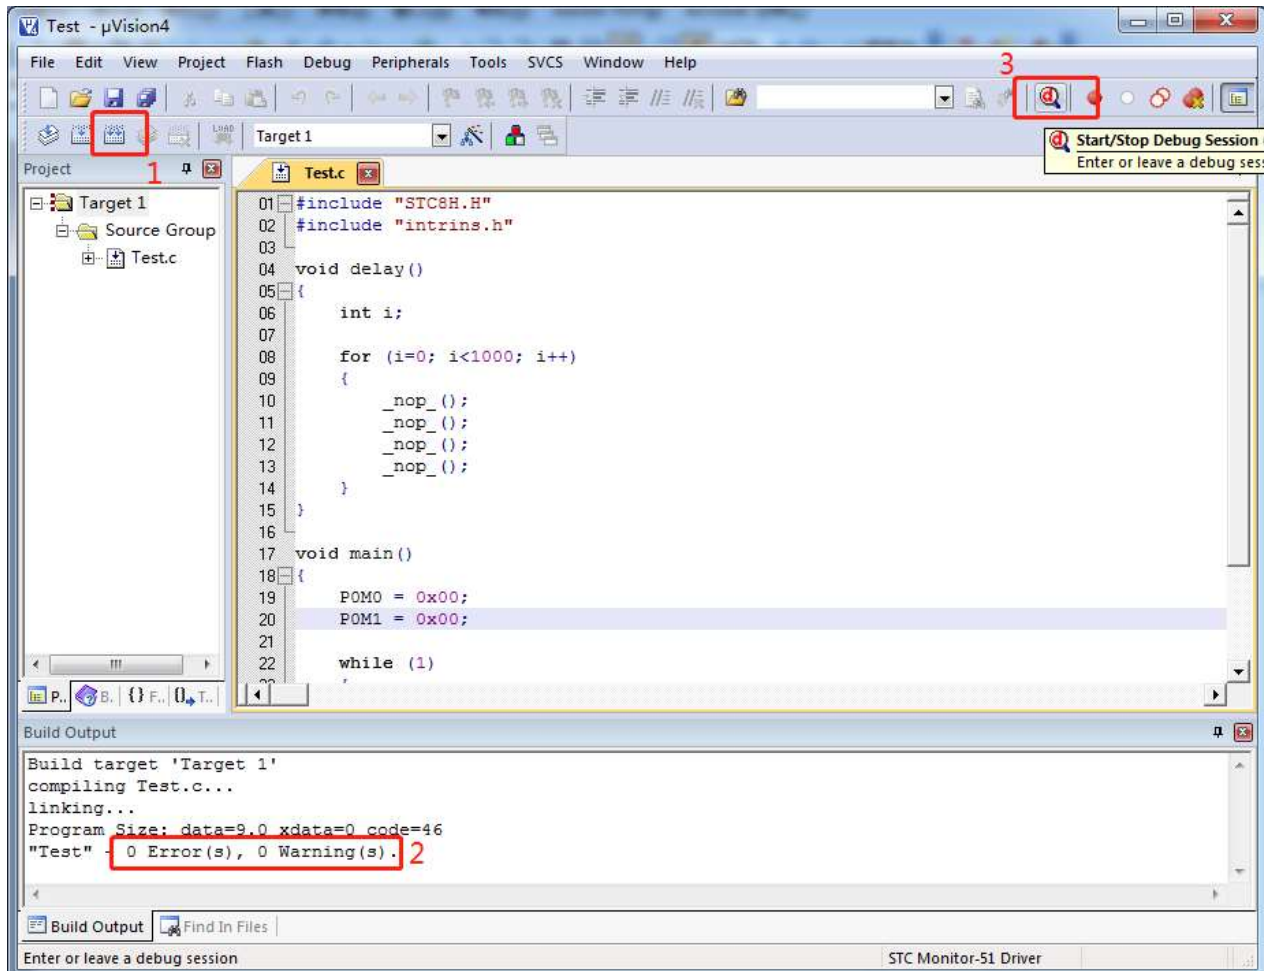 Test - µVision4
File Edit View Project Flash Debug Peripherals Tools SVCS Window Help
3
LOAD
Target 1
Start/Stop Debug Session
Enter or leave a debug ses
1
Project
Test.c
Target 1
Source Group
Test.c
01 #include "STC8H.H"
02 #include "intrins.h"
03
04 void delay()
05 {
06 int i;
07
08 for (i=0; i<1000; i++)
09 {
10 _nop_();
11 _nop_();
12 _nop_();
13 _nop_();
14 }
15 }
16
17 void main()
18 {
19 P0M0 = 0x00;
20 P0M1 = 0x00;
21
22 while (1)
P.. B. {} F.. T..
Build Output
Build target 'Target 1'
compiling Test.c...
linking...
Program Size: data=9.0 xdata=0 code=46
"Test" - 0 Error(s), 0 Warning(s).
2
Build Output Find In Files
Enter or leave a debug session STC Monitor-51 Driver